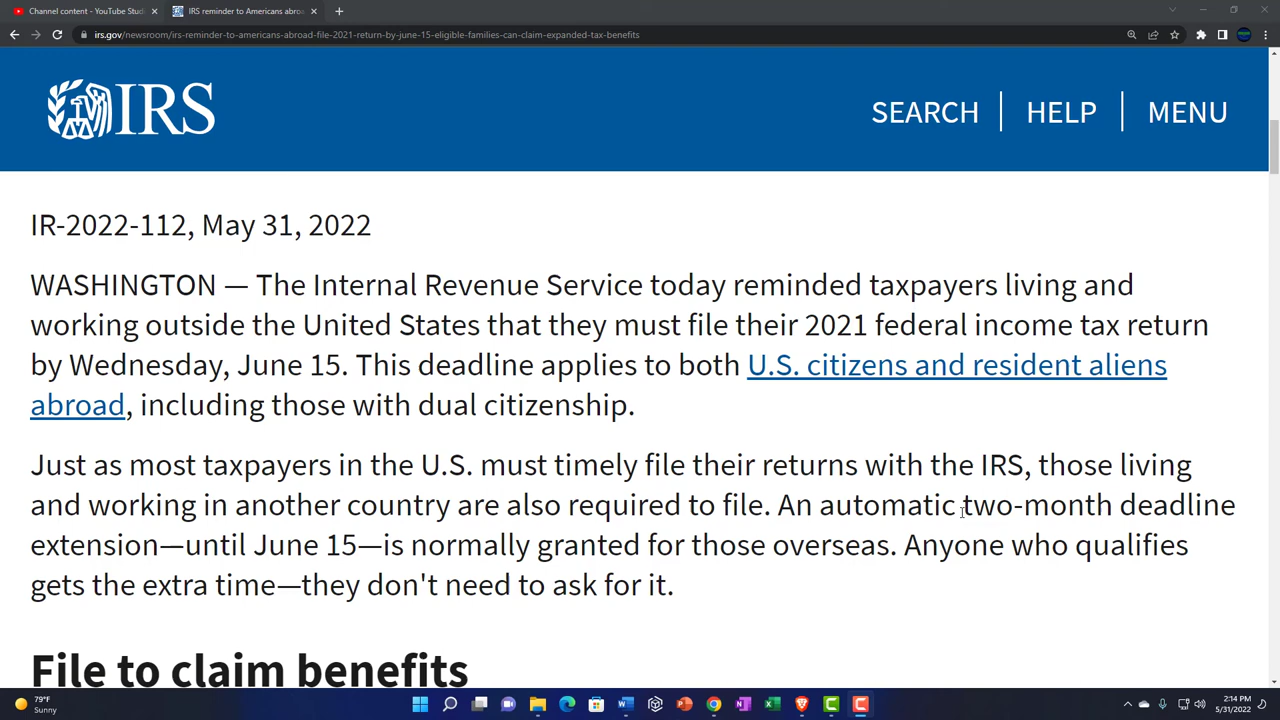 Channel content - YouTube Studi
IRS reminder to Americans abroa
irs.gov/newsroom/irs-reminder-to-americans-abroad-file-2021-return-by-june-15-eligible-families-can-claim-expanded-tax-benefits
IRS
SEARCH
HELP
MENU
IR-2022-112, May 31, 2022
WASHINGTON — The Internal Revenue Service today reminded taxpayers living and
working outside the United States that they must file their 2021 federal income tax return
by Wednesday, June 15. This deadline applies to both U.S. citizens and resident aliens
abroad, including those with dual citizenship.
Just as most taxpayers in the U.S. must timely file their returns with the IRS, those living
and working in another country are also required to file. An automatic two-month deadline
extension—until June 15—is normally granted for those overseas. Anyone who qualifies
gets the extra time—they don't need to ask for it.
File to claim benefits
79°F
Sunny
2:14 PM
5/31/2022